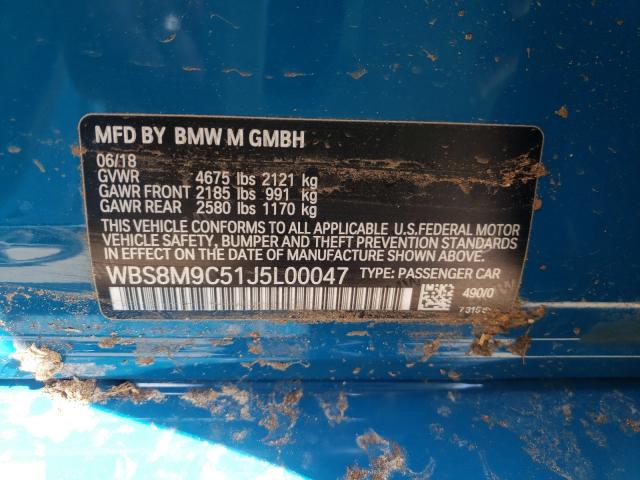 MFD BY BMW M GMBH
06/18
GVWR 4675 lbs 2121 kg
GAWR FRONT 2185 lbs 991 kg
GAWR REAR 2580 lbs 1170 kg
THIS VEHICLE CONFORMS TO ALL APPLICABLE U.S.FEDERAL MOTOR
VEHICLE SAFETY, BUMPER AND THEFT PREVENTION STANDARDS
IN EFFECT ON THE DATE OF MANUFACTURE SHOWN ABOVE.
WBS8M9C51J5L00047 TYPE: PASSENGER CAR
490/0